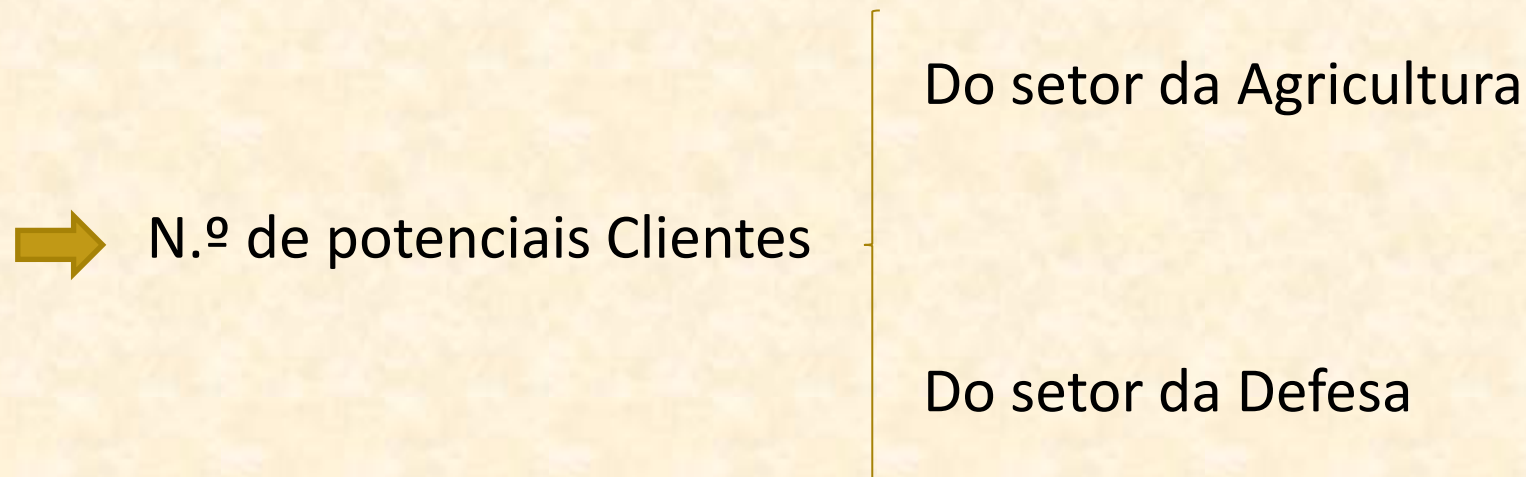 Do setor da Agricultura
N.º de potenciais Clientes
Do setor da Defesa